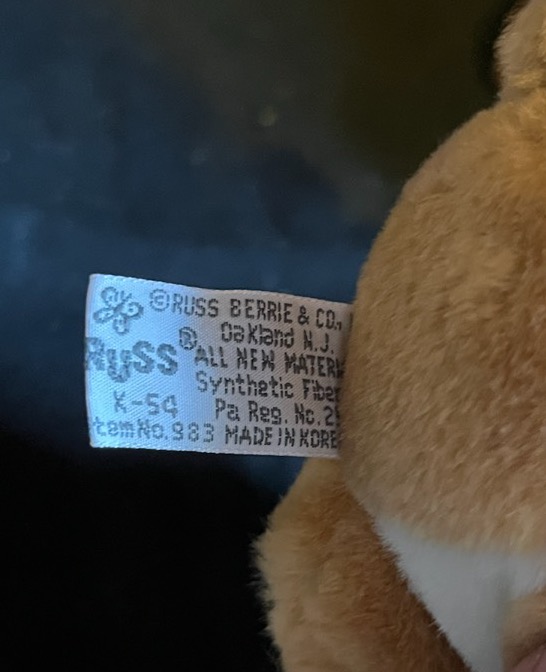 ©RUSS BERRIE & CO.,
Oakland N.J.
RUSS®
ALL NEW MATER
Synthetic Fiber
K-54
Pa Reg. No. 2
Item No. 983
MADE IN KORE